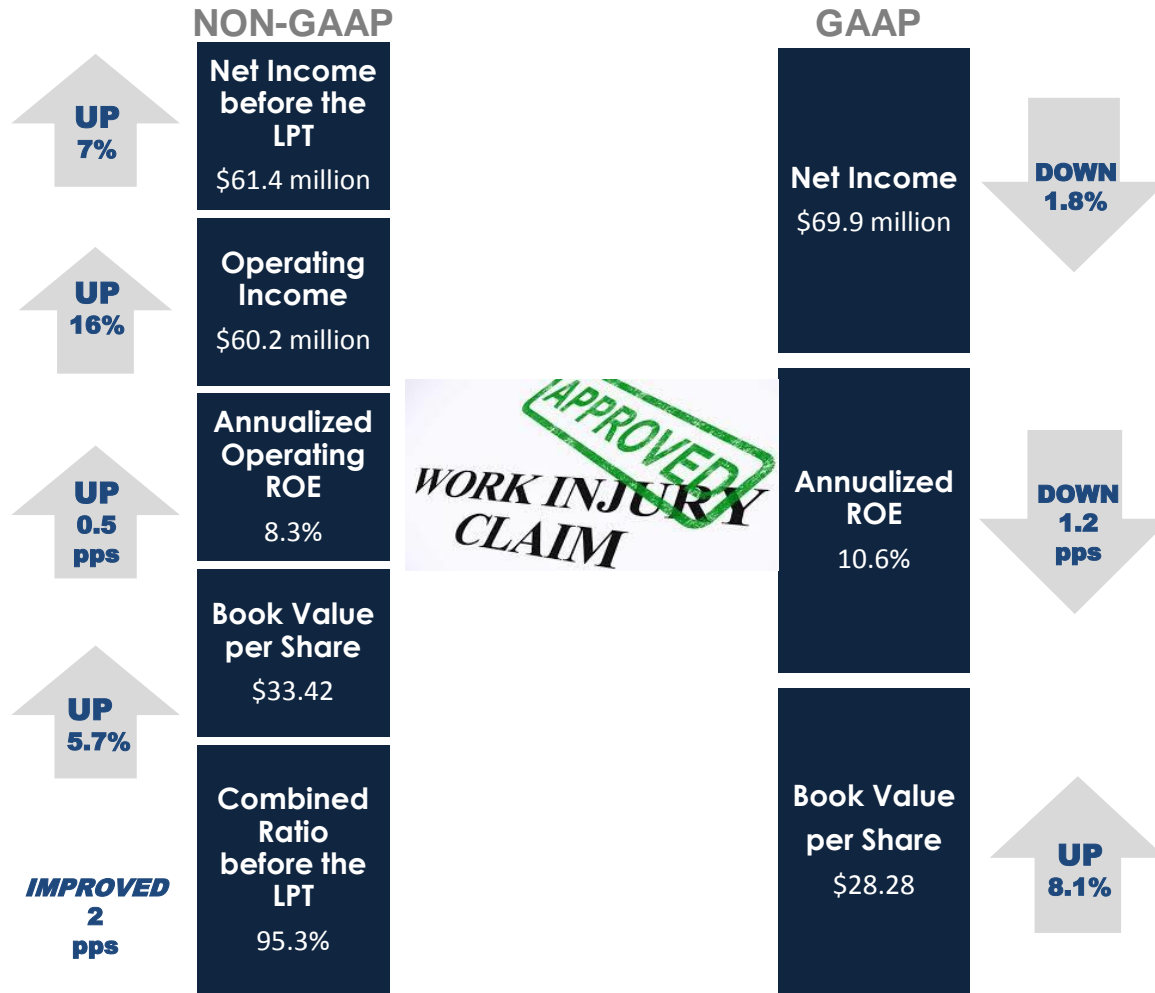 NON-GAAP
UP
7%
Net Income
before the
LPT
$61.4 million
UP
16%
Operating
Income
$60.2 million
UP
0.5
pps
Annualized
Operating
ROE
8.3%
UP
5.7%
Book Value
per Share
$33.42
IMPROVED
2
pps
Combined
Ratio
before the
LPT
95.3%
APPROVED
WORK INJURY
CLAIM
GAAP
Net Income
$69.9 million
DOWN
1.8%
Annualized
ROE
10.6%
DOWN
1.2
pps
Book Value
per Share
$28.28
UP
8.1%